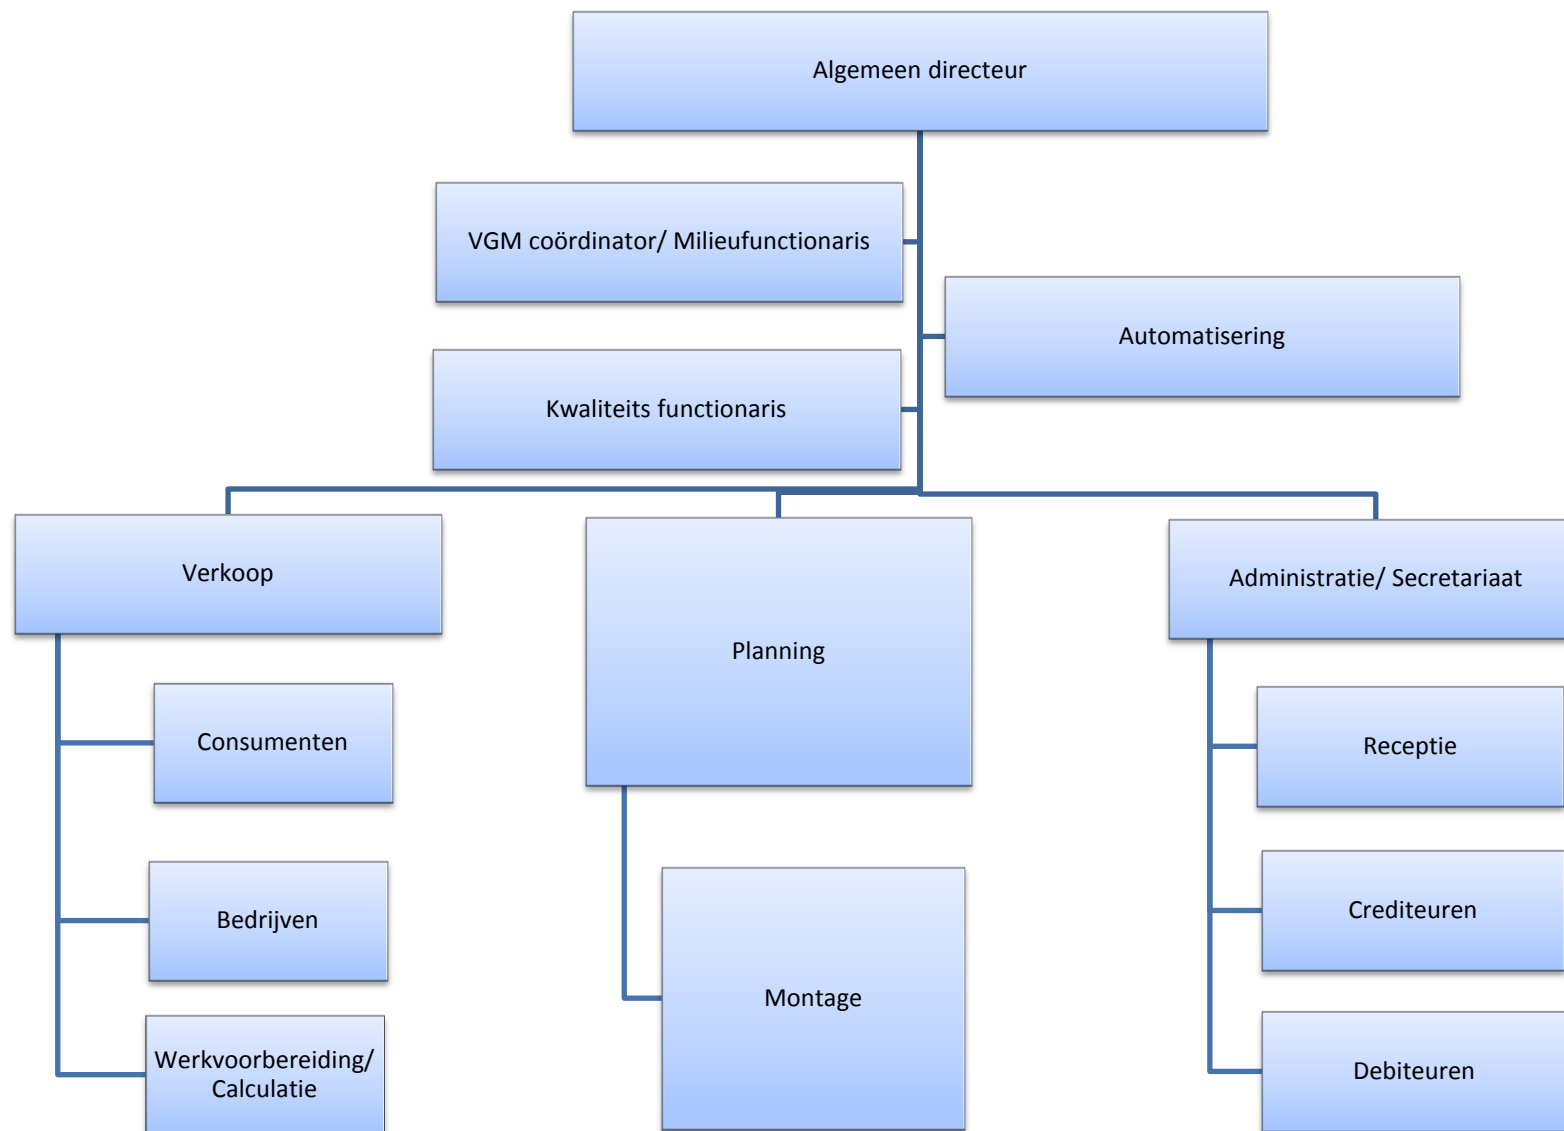 Algemeen directeur
VGM coördinator/ Milieufunctionaris
Automatisering
Kwaliteits functionaris
Verkoop
Planning
Administratie/ Secretariaat
Consumenten
Receptie
Bedrijven
Crediteuren
Montage
Werkvoorbereiding/
Calculatie
Debiteuren